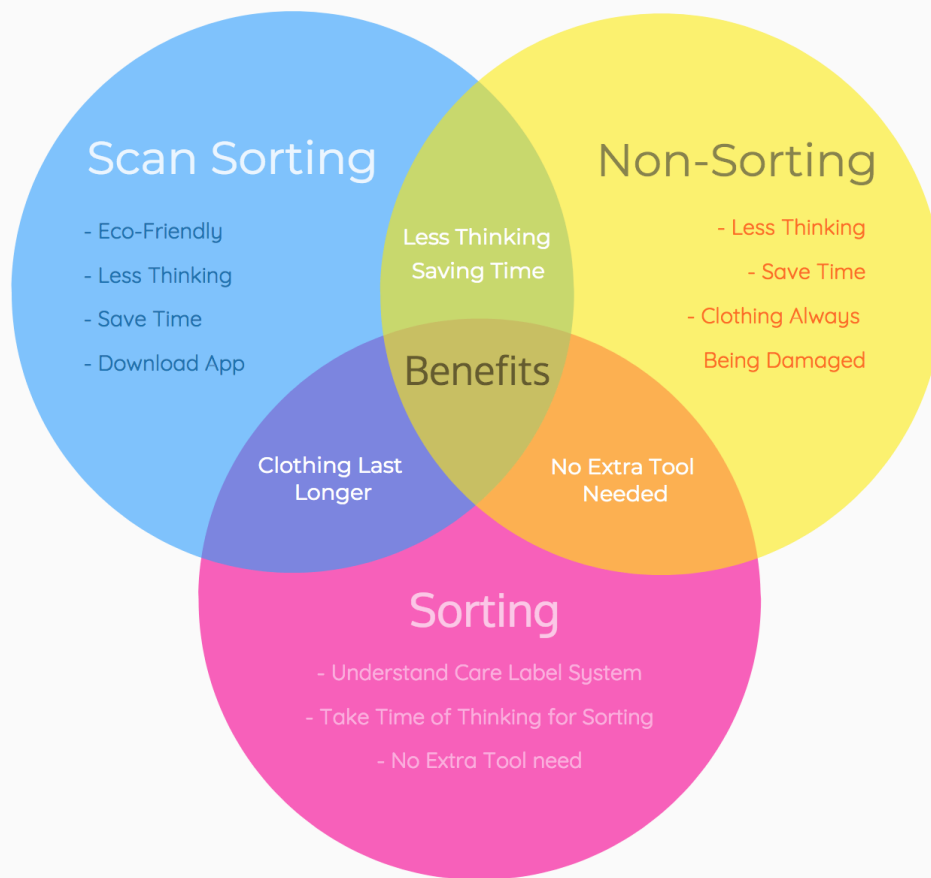 Scan Sorting
- Eco-Friendly
- Less Thinking
- Save Time
- Download App
Non-Sorting
- Less Thinking
- Save Time
- Clothing Always
Being Damaged
Less Thinking
Saving Time
Benefits
Clothing Last
Longer
No Extra Tool
Needed
Sorting
- Understand Care Label System
- Take Time of Thinking for Sorting
- No Extra Tool need